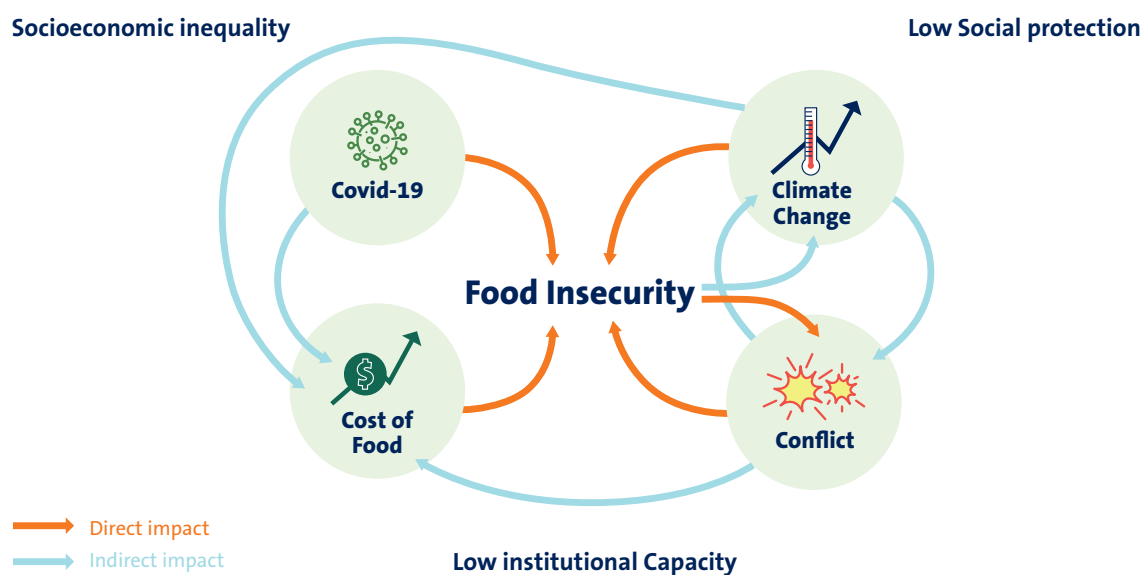 Socioeconomic inequality
Low Social protection
Covid-19
Climate
Change
Food Insecurity
$
Cost of
Food
Conflict
Direct impact
Indirect impact
Low institutional Capacity